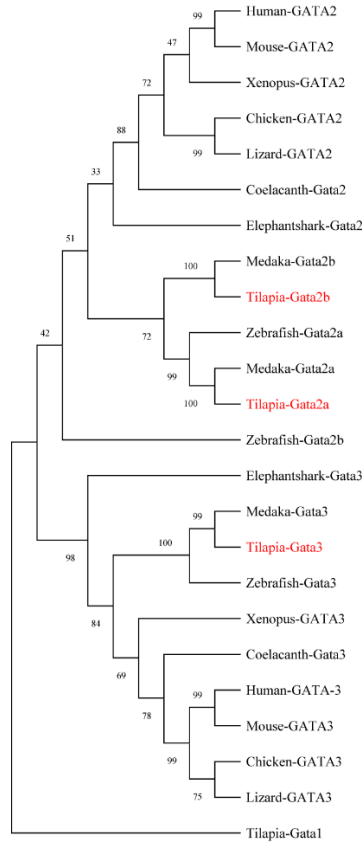 Human-GATA2
99
Mouse-GATA2
47
Xenopus-GATA2
72
Chicken-GATA2
99
Lizard-GATA2
88
Coelacanth-Gata2
33
Elephantshark-Gata2
51
Medaka-Gata2b
100
Tilapia-Gata2b
72
Zebrafish-Gata2a
42
Medaka-Gata2a
99
100
Tilapia-Gata2a
Zebrafish-Gata2b
Elephantshark-Gata3
Medaka-Gata3
99
Tilapia-Gata3
100
98
Zebrafish-Gata3
84
Xenopus-GATA3
69
Coelacanth-Gata3
78
Human-GATA-3
99
Mouse-GATA3
99
Chicken-GATA3
75
Lizard-GATA3
Tilapia-Gata1